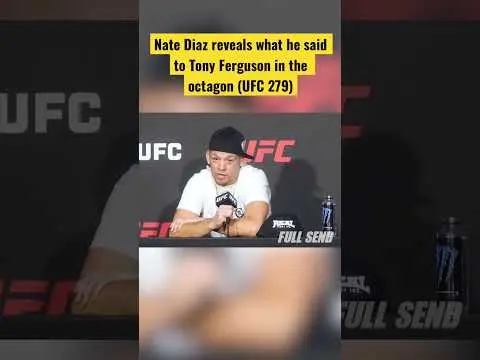 Nate Diaz reveals what he said
to Tony Ferguson in the
octagon (UFC 279)
UFC
UFC
UFC
FULL SEND
FULL SEND